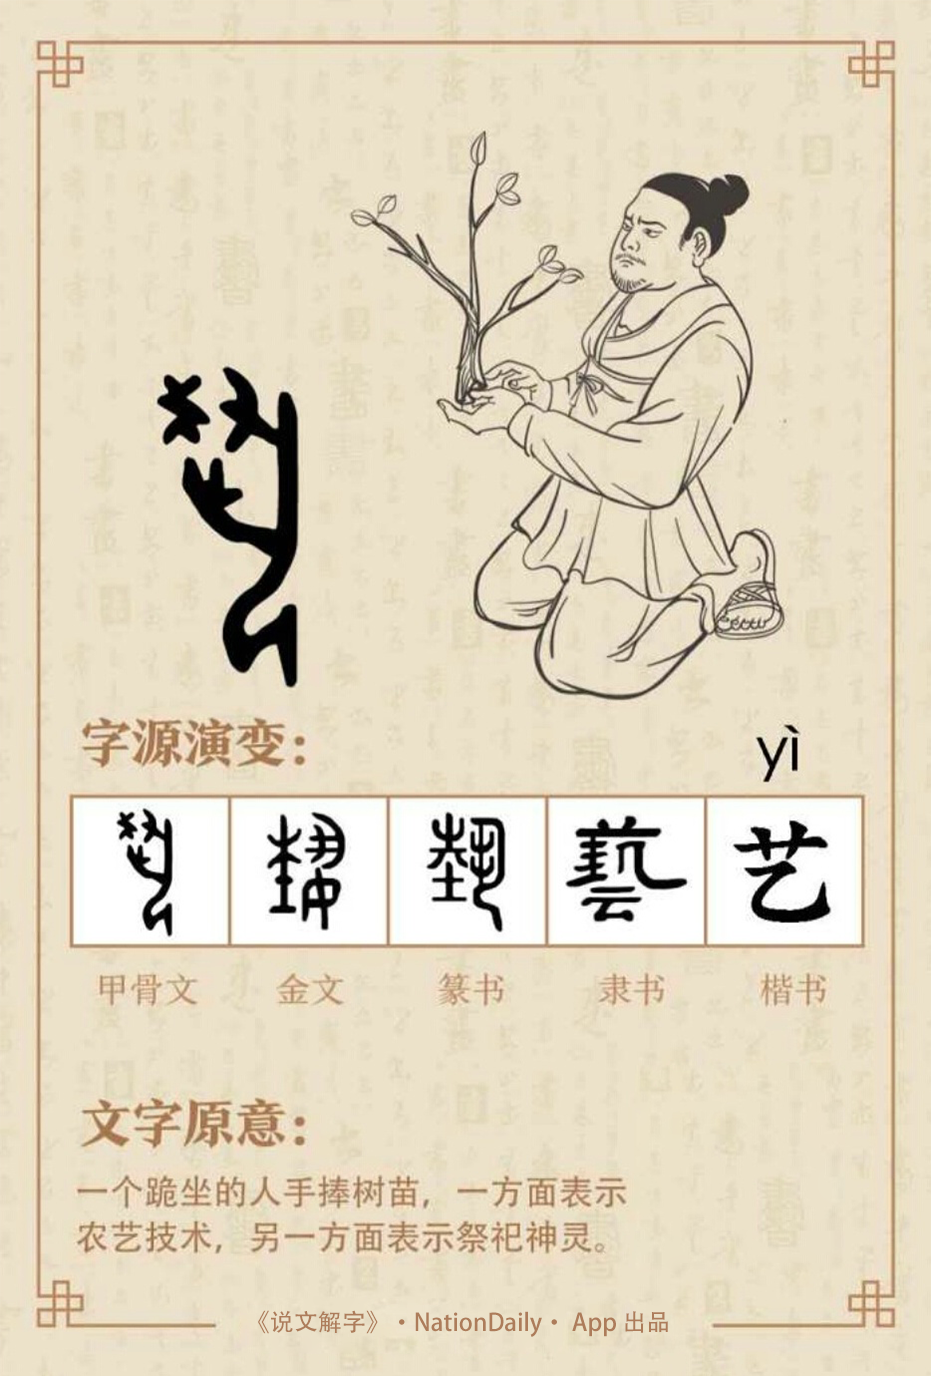 字源演变：
yì
艺
甲骨文 金文 篆书 隶书 楷书
文字原意：
一个跪坐的人手捧树苗，一方面表示
农艺技术，另一方面表示祭祀神灵。
《说文解字》·NationDaily· App 出品